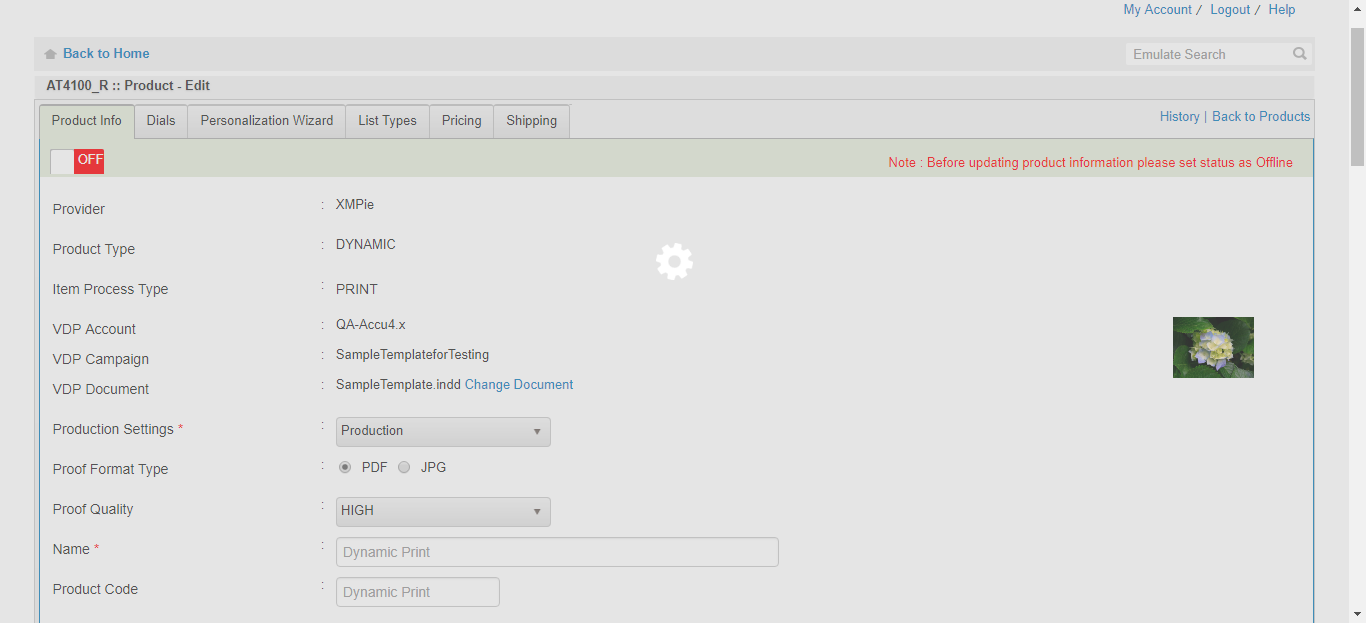 My Account / Logout / Help
Back to Home
Emulate Search
AT4100_R :: Product - Edit
Product Info Dials Personalization Wizard List Types Pricing Shipping
History | Back to Products
OFF
Note : Before updating product information please set status as Offline
Provider : XMPie
Product Type : DYNAMIC
Item Process Type : PRINT
VDP Account : QA-Accu4.x
VDP Campaign : SampleTemplateforTesting
VDP Document : SampleTemplate.indd Change Document
Production Settings * : Production
Proof Format Type : PDF JPG
Proof Quality : HIGH
Name * : Dynamic Print
Product Code : Dynamic Print